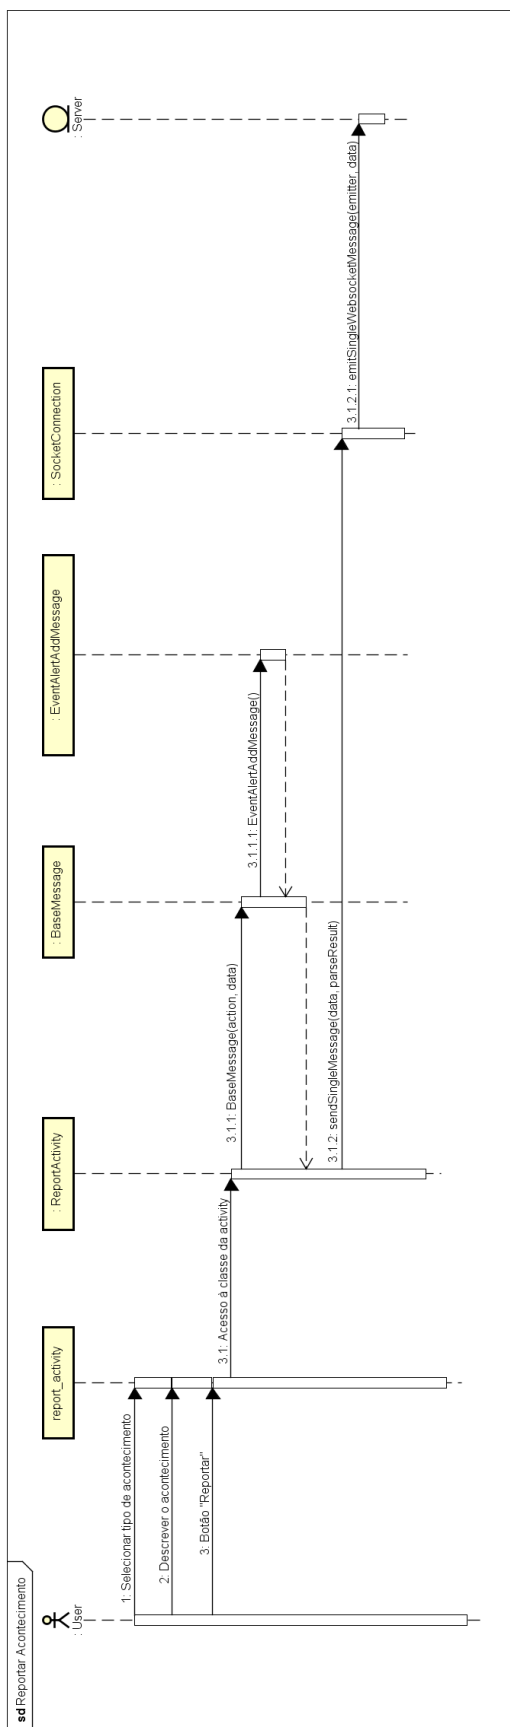 sd Reportar Acontecimento
: User
report_activity
: ReportActivity
: BaseMessage
: EventAlertAddMessage
: SocketConnection
: Server
1: Selecionar tipo de acontecimento
2: Descrever o acontecimento
3: Botão "Reportar"
3.1: Acesso à classe da activity
3.1.1: BaseMessage(action, data)
3.1.1.1: EventAlertAddMessage()
3.1.2: sendSingleMessage(data, parseResult)
3.1.2.1: emitSingleWebsocketMessage(emitter, data)